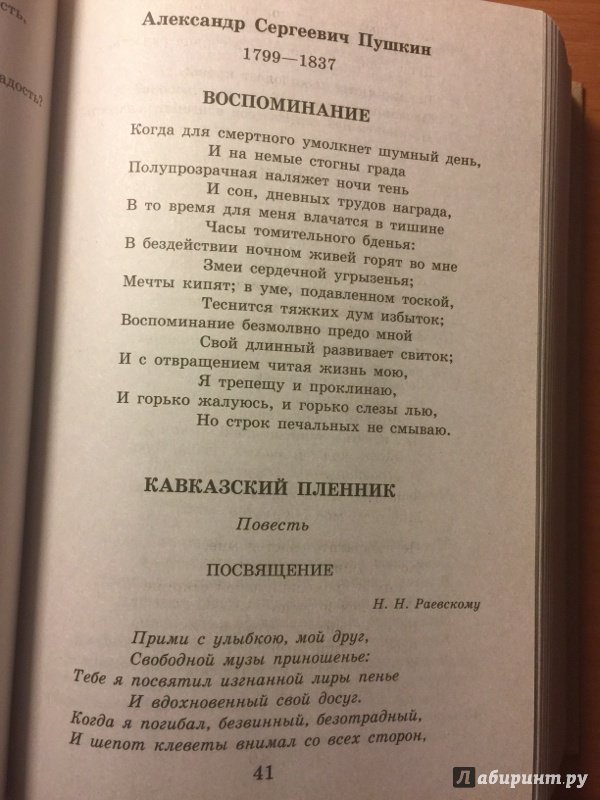 сть,
адость?
Александр Сергеевич Пушкин
1799—1837
ВОСПОМИНАНИЕ
Когда для смертного умолкнет шумный день,
И на немые стогны града
Полупрозрачная наляжет ночи тень
И сон, дневных трудов награда,
В то время для меня влачатся в тишине
Часы томительного бденья:
В бездействии ночном живей горят во мне
Змеи сердечной угрызенья;
Мечты кипят; в уме, подавленном тоской,
Теснится тяжких дум избыток;
Воспоминание безмолвно предо мной
Свой длинный развивает свиток;
И с отвращением читая жизнь мою,
Я трепещу и проклинаю,
И горько жалуюсь, и горько слезы лью,
Но строк печальных не смываю.
КАВКАЗСКИЙ ПЛЕННИК
Повесть
ПОСВЯЩЕНИЕ
Н. Н. Раевскому
Прими с улыбкою, мой друг,
Свободной музы приношенье:
Тебе я посвятил изгнанной лиры пенье
И вдохновенный свой досуг.
Когда я погибал, безвинный, безотрадный,
И шепот клеветы внимал со всех сторон,
41
Лабиринт.ру